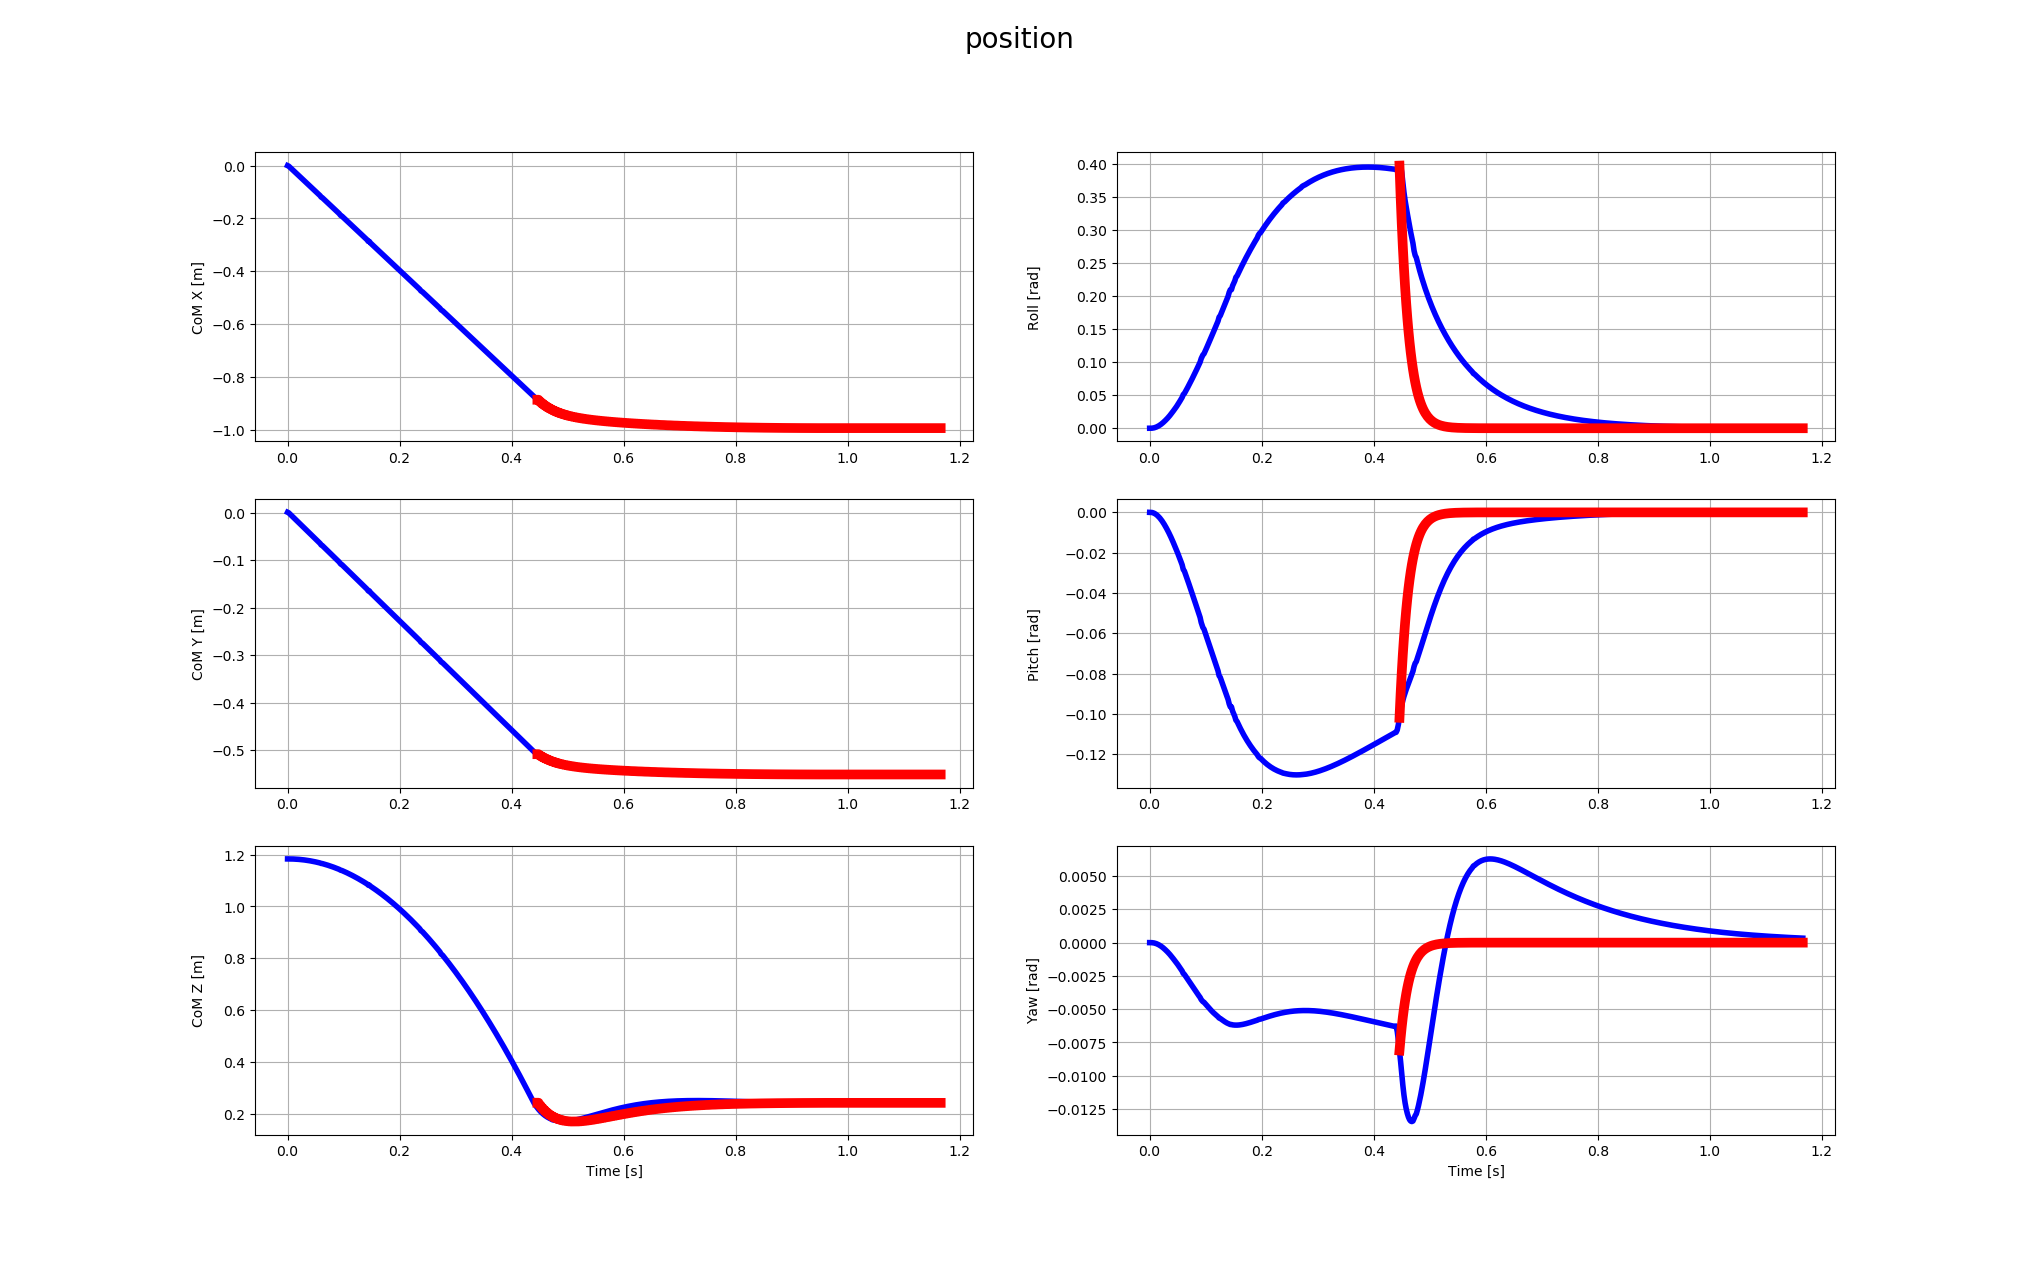 position
CoM X [m]
0.0
−0.2
−0.4
−0.6
−0.8
−1.0
0.0 0.2 0.4 0.6 0.8 1.0 1.2
Roll [rad]
0.40
0.35
0.30
0.25
0.20
0.15
0.10
0.05
0.00
0.0 0.2 0.4 0.6 0.8 1.0 1.2
CoM Y [m]
0.0
−0.1
−0.2
−0.3
−0.4
−0.5
0.0 0.2 0.4 0.6 0.8 1.0 1.2
Pitch [rad]
0.00
−0.02
−0.04
−0.06
−0.08
−0.10
−0.12
0.0 0.2 0.4 0.6 0.8 1.0 1.2
CoM Z [m]
1.2
1.0
0.8
0.6
0.4
0.2
0.0 0.2 0.4 0.6 0.8 1.0 1.2
Time [s]
Yaw [rad]
0.0050
0.0025
0.0000
−0.0025
−0.0050
−0.0075
−0.0100
−0.0125
0.0 0.2 0.4 0.6 0.8 1.0 1.2
Time [s]